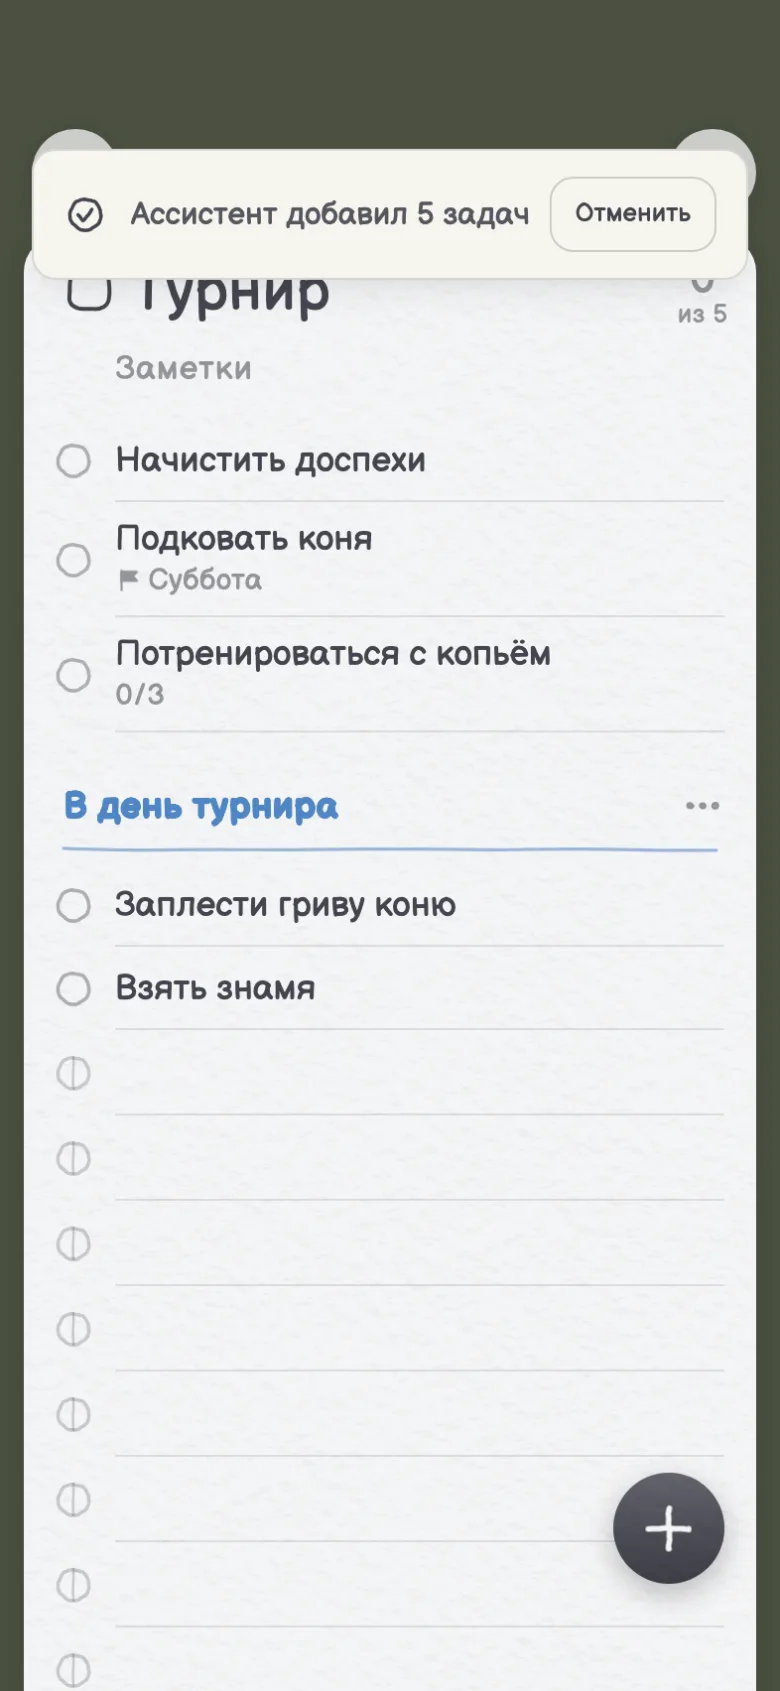 Ассистент добавил 5 задач
Отменить
Турнир
из 5
Заметки
Начистить доспехи
Подковать коня
Суббота
Потренироваться с копьём
0/3
В день турнира
Заплести гриву коню
Взять знамя